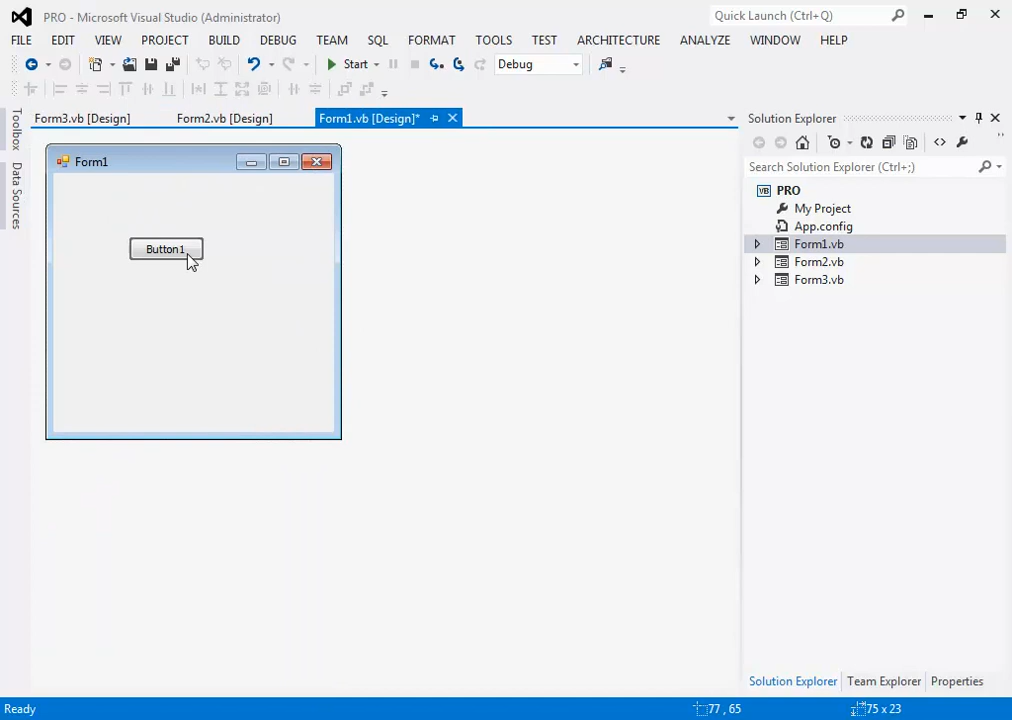 PRO - Microsoft Visual Studio (Administrator)
Quick Launch (Ctrl+Q)
FILE EDIT VIEW PROJECT BUILD DEBUG TEAM SQL FORMAT TOOLS TEST ARCHITECTURE ANALYZE WINDOW HELP
Start
Debug
Toolbox
Data Sources
Form3.vb [Design]
Form2.vb [Design]
Form1.vb [Design]*
Form1
Button1
Solution Explorer
Search Solution Explorer (Ctrl+;)
VB PRO
My Project
App.config
Form1.vb
Form2.vb
Form3.vb
Solution Explorer Team Explorer Properties
Ready
77 , 65
75 x 23